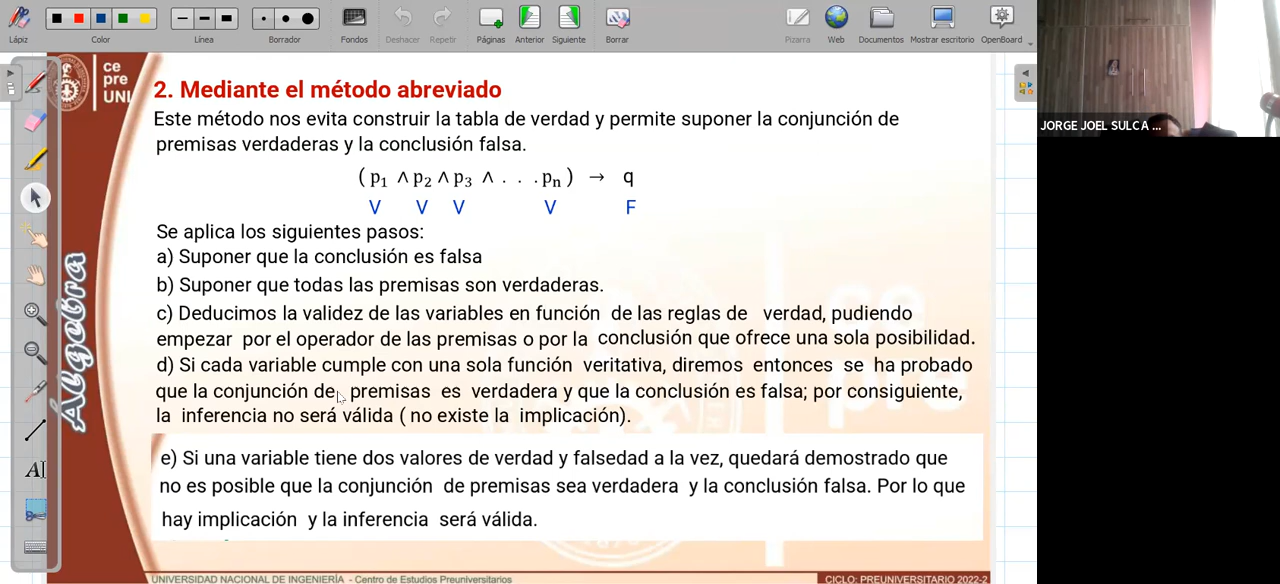 Lápiz
Color
Línea
Borrador
Fondos
Deshacer
Repetir
Páginas
Anterior
Siguiente
Borrar
Pizarra
Web
Documentos
Mostrar escritorio
OpenBoard
JORGE JOEL SULCA ...
ce
pre
UNI
Álgebra
2. Mediante el método abreviado
Este método nos evita construir la tabla de verdad y permite suponer la conjunción de
premisas verdaderas y la conclusión falsa.
( p₁ ∧ p₂ ∧ p₃ ∧ . . . pₙ ) → q
V V V V F
Se aplica los siguientes pasos:
a) Suponer que la conclusión es falsa
b) Suponer que todas las premisas son verdaderas.
c) Deducimos la validez de las variables en función de las reglas de verdad, pudiendo
empezar por el operador de las premisas o por la conclusión que ofrece una sola posibilidad.
d) Si cada variable cumple con una sola función veritativa, diremos entonces se ha probado
que la conjunción de premisas es verdadera y que la conclusión es falsa; por consiguiente,
la inferencia no será válida ( no existe la implicación).
e) Si una variable tiene dos valores de verdad y falsedad a la vez, quedará demostrado que
no es posible que la conjunción de premisas sea verdadera y la conclusión falsa. Por lo que
hay implicación y la inferencia será válida.
UNIVERSIDAD NACIONAL DE INGENIERÍA - Centro de Estudios Preuniversitarios
CICLO: PREUNIVERSITARIO 2022-2